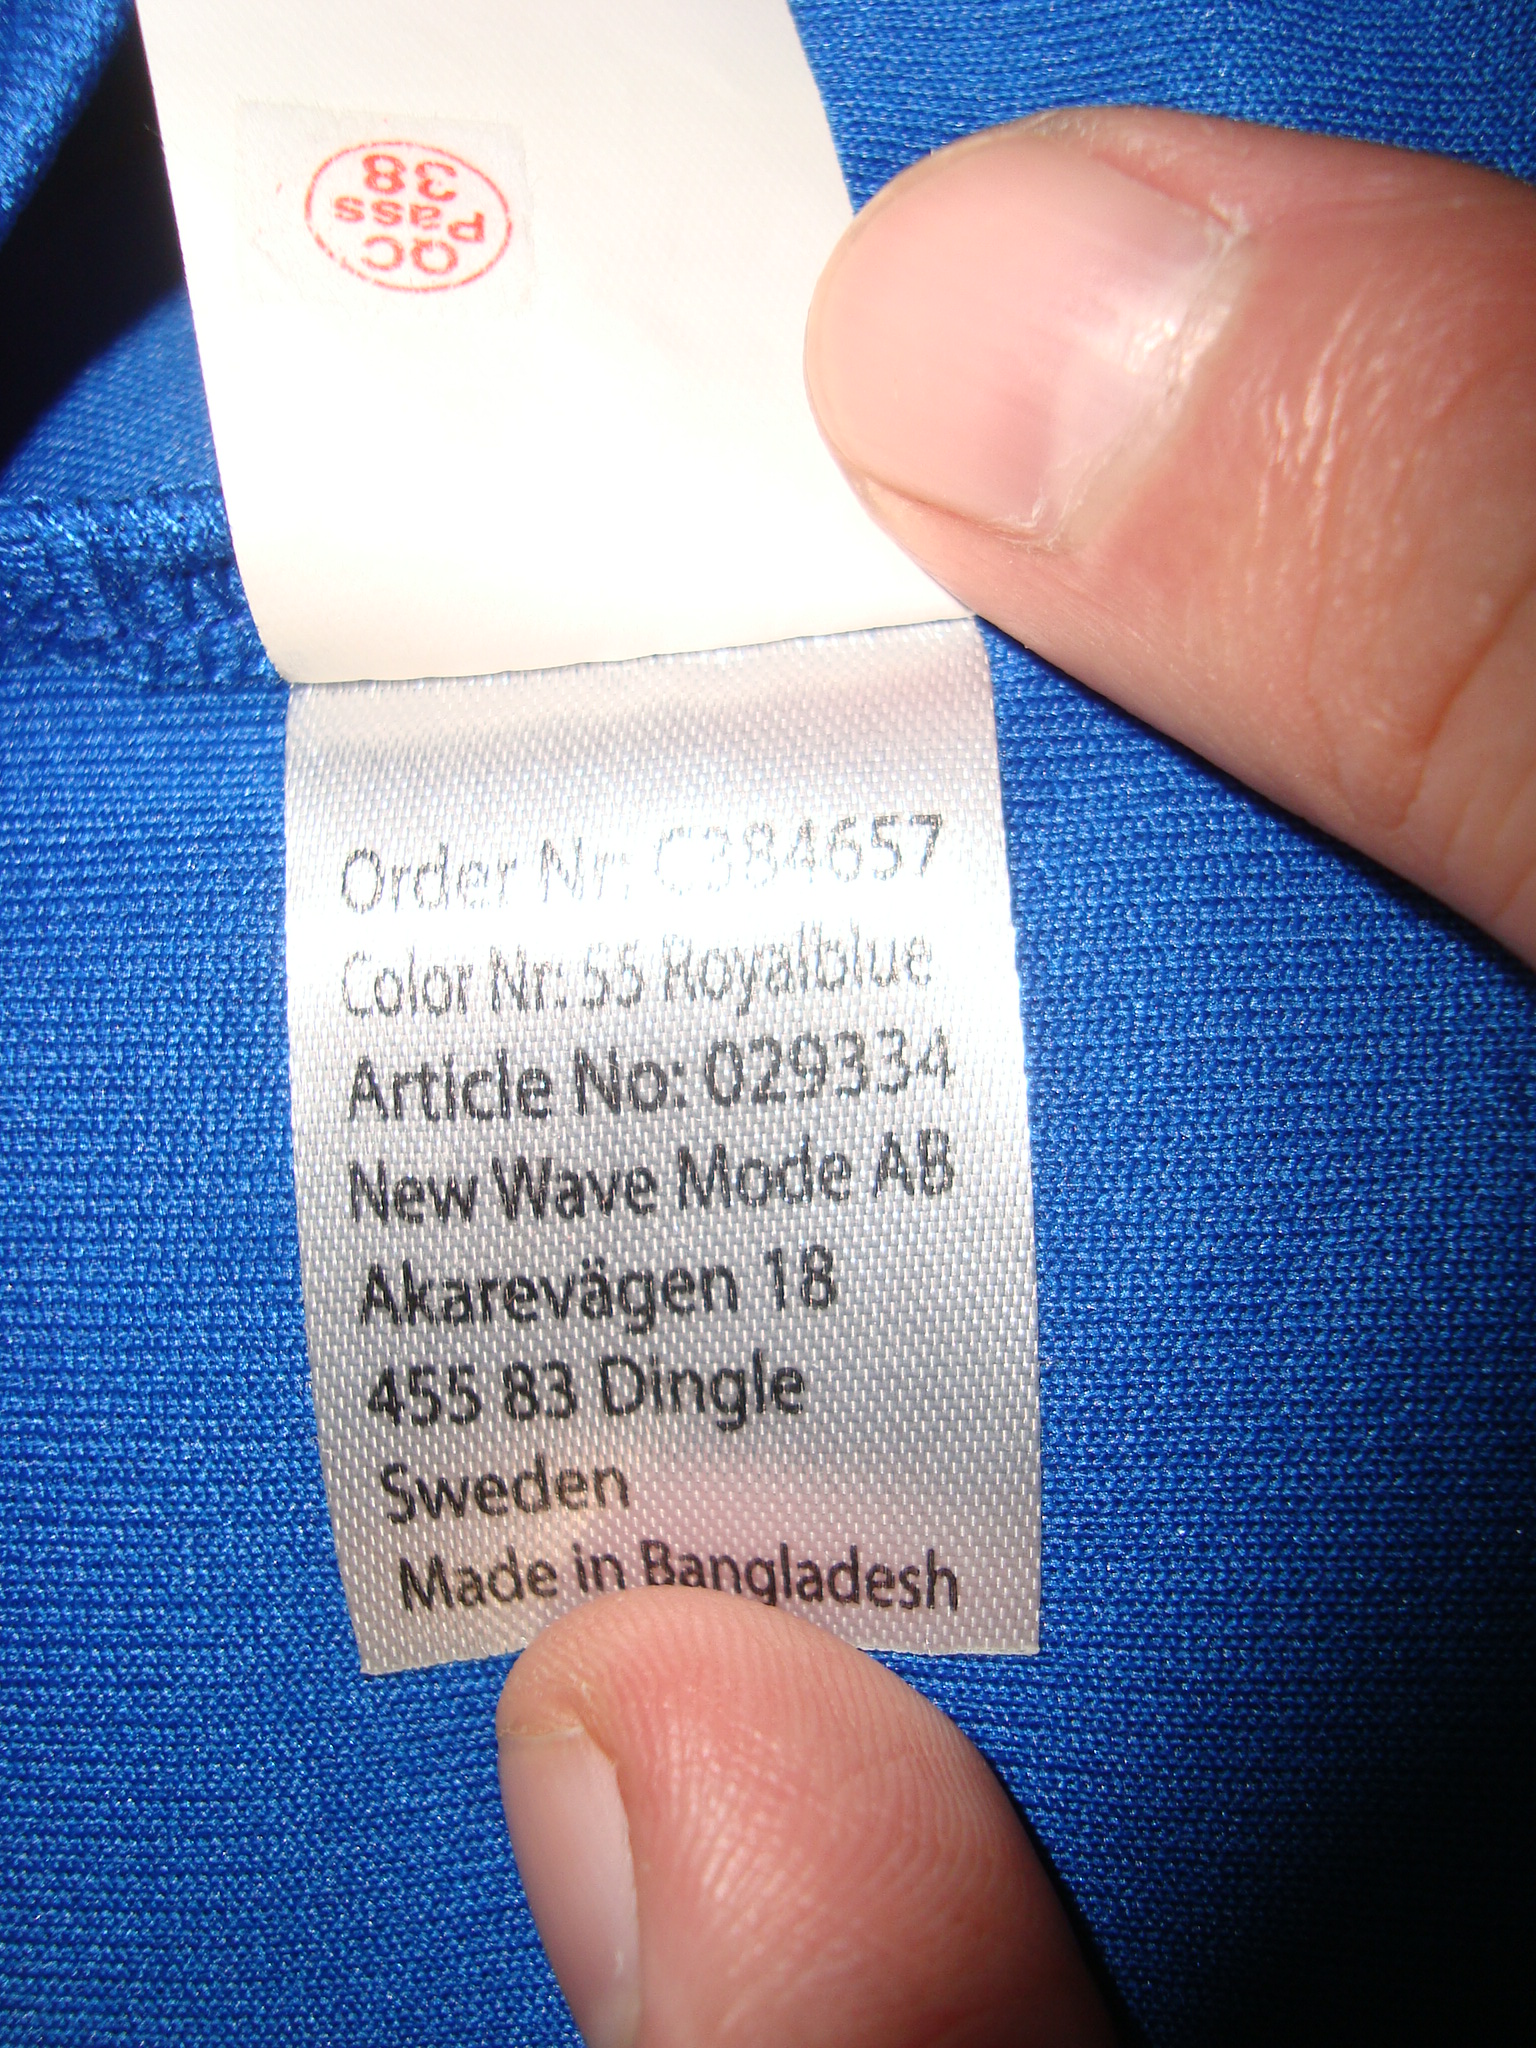 QC
Pass
38
Order Nr: C384657
Color Nr: 55 Royalblue
Article No: 029334
New Wave Mode AB
Akarevägen 18
455 83 Dingle
Sweden
Made in Bangladesh